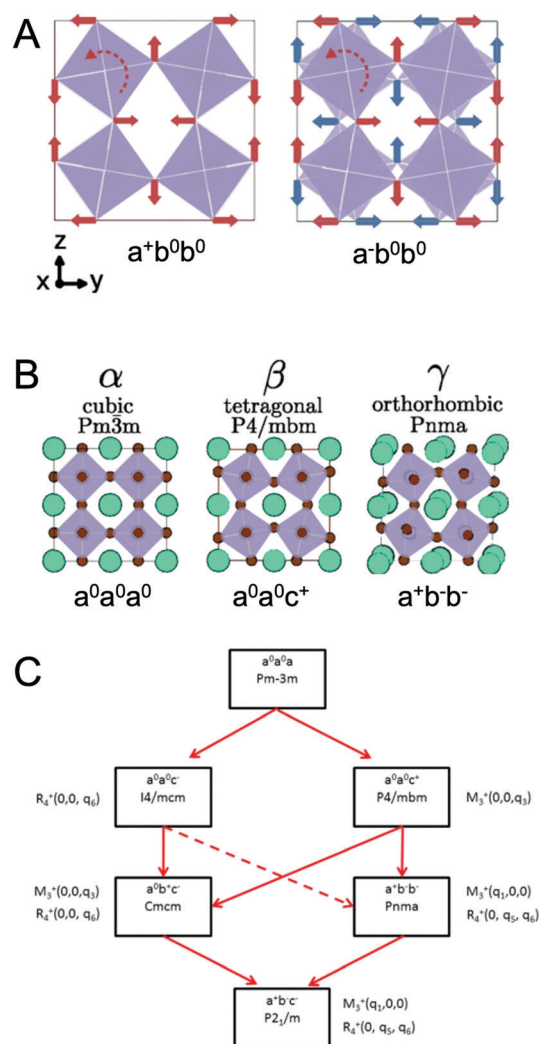 A
a⁺b⁰b⁰
a⁻b⁰b⁰
z
x
y
B
α
cubic
Pm3̄m
a⁰a⁰a⁰
β
tetragonal
P4/mbm
a⁰a⁰c⁺
γ
orthorhombic
Pnma
a⁺b⁻b⁻
C
a⁰a⁰a
Pm-3m
R₄⁺(0,0, q₆)
a⁰a⁰c⁻
I4/mcm
a⁰a⁰c⁺
P4/mbm
M₃⁺(0,0,q₃)
M₃⁺(0,0,q₃)
R₄⁺(0,0, q₆)
a⁰b⁺c⁻
Cmcm
a⁺b⁻b⁻
Pnma
M₃⁺(q₁,0,0)
R₄⁺(0, q₅, q₆)
a⁺b⁻c⁻
P2₁/m
M₃⁺(q₁,0,0)
R₄⁺(0, q₅, q₆)